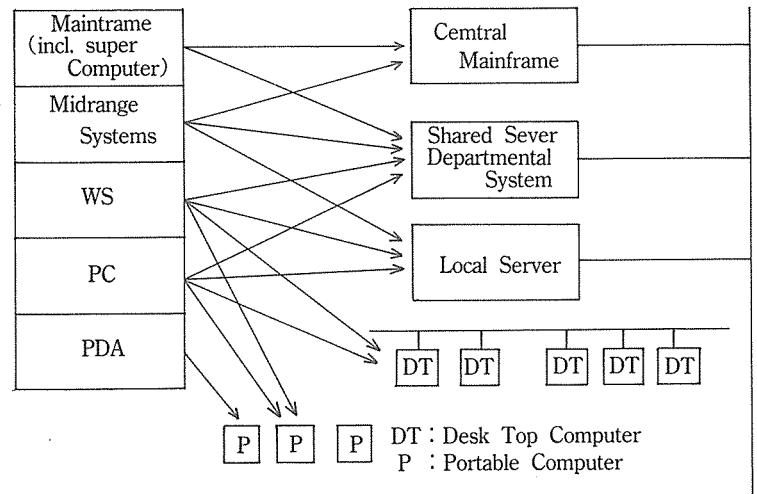 Maintrame
(incl. super
Computer)
Midrange
Systems
WS
PC
PDA
Cemtral
Mainframe
Shared Sever
Departmental
System
Local Server
DT DT DT DT DT
P P P
DT : Desk Top Computer
P : Portable Computer